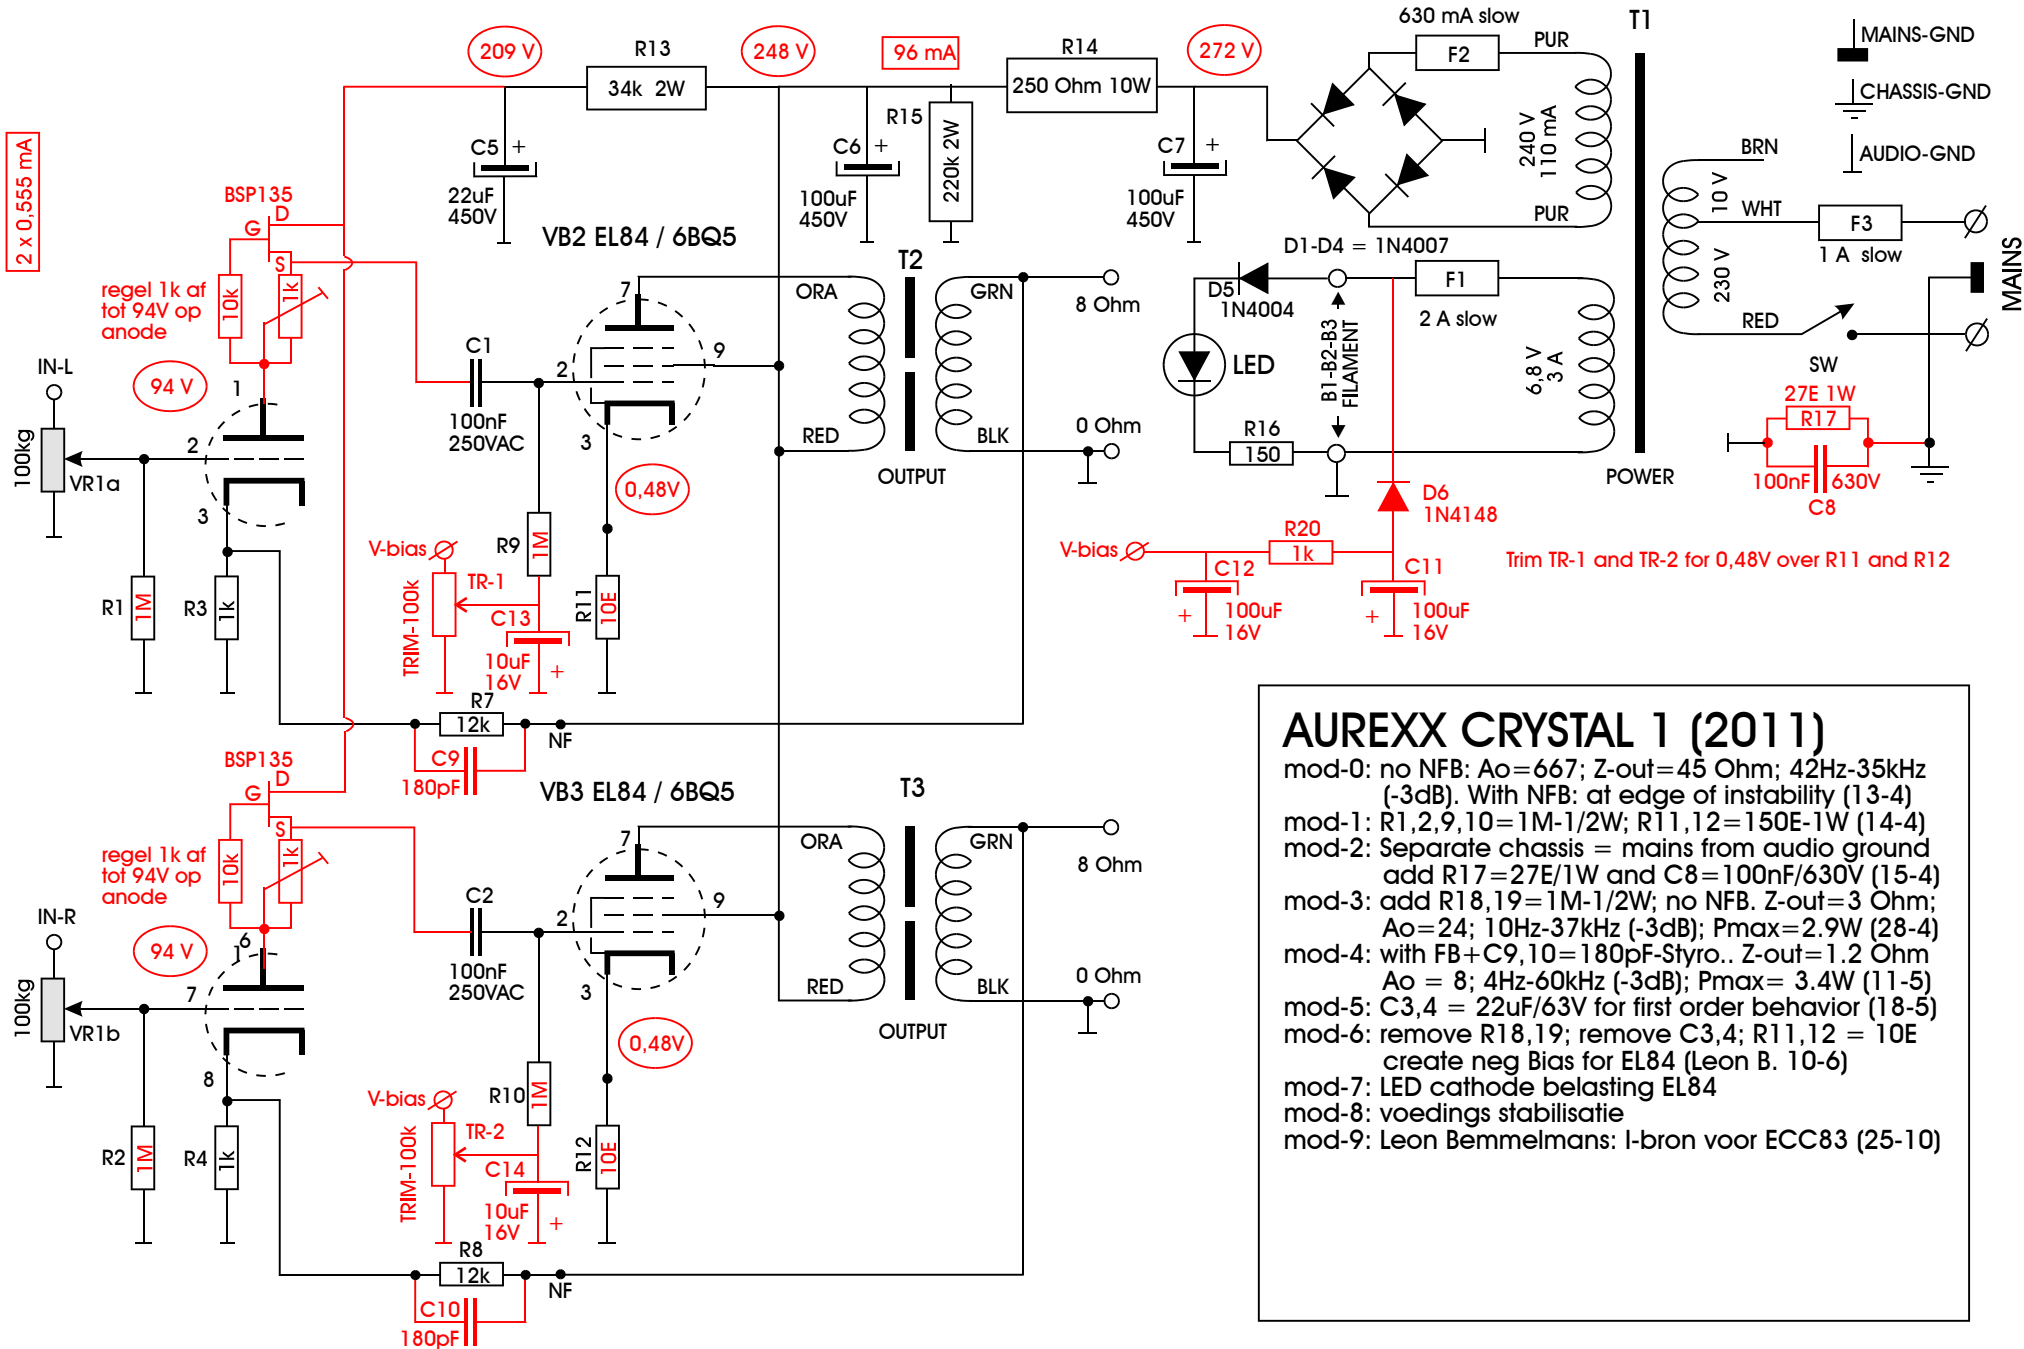 630 mA slow
T1
209 V
R13
248 V
96 mA
R14
272 V
F2
PUR
MAINS-GND
34k 2W
250 Ohm 10W
CHASSIS-GND
AUDIO-GND
2 x 0,555 mA
C5 +
22uF
450V
C6 +
100uF
450V
R15
220k 2W
C7 +
100uF
450V
240 V
110 mA
PUR
BRN
10 V
WHT
F3
1 A slow
230 V
RED
SW
MAINS
BSP135
D
G
S
10k
1k
regel 1k af
tot 94V op
anode
VB2 EL84 / 6BQ5
T2
D1-D4 = 1N4007
7
ORA
GRN
8 Ohm
D5
1N4004
F1
2 A slow
C1
100nF
250VAC
2
9
3
LED
B1-B2-B3
FILAMENT
6,8 V
3 A
IN-L
94 V
1
100kg
VR1a
2
3
RED
BLK
0 Ohm
OUTPUT
R16
150
POWER
27E 1W
R17
100nF
630V
C8
0,48V
D6
1N4148
V-bias
R9
1M
TR-1
TRIM-100k
C13
10uF
16V
+
R11
10E
V-bias
R20
1k
C12
+
100uF
16V
C11
+
100uF
16V
Trim TR-1 and TR-2 for 0,48V over R11 and R12
R1
1M
R3
1k
R7
12k
NF
C9
180pF
BSP135
D
G
S
10k
1k
regel 1k af
tot 94V op
anode
VB3 EL84 / 6BQ5
T3
7
ORA
GRN
8 Ohm
C2
100nF
250VAC
2
9
3
IN-R
94 V
1
6
100kg
VR1b
7
8
RED
BLK
0 Ohm
OUTPUT
0,48V
V-bias
R10
1M
TR-2
TRIM-100k
C14
10uF
16V
+
R12
10E
R2
1M
R4
1k
R8
12k
NF
C10
180pF
AUREXX CRYSTAL 1 (2011)
mod-0: no NFB: Ao=667; Z-out=45 Ohm; 42Hz-35kHz
(-3dB). With NFB: at edge of instability (13-4)
mod-1: R1,2,9,10=1M-1/2W; R11,12=150E-1W (14-4)
mod-2: Separate chassis = mains from audio ground
add R17=27E/1W and C8=100nF/630V (15-4)
mod-3: add R18,19=1M-1/2W; no NFB. Z-out=3 Ohm;
Ao=24; 10Hz-37kHz (-3dB); Pmax=2.9W (28-4)
mod-4: with FB+C9,10=180pF-Styro.. Z-out=1.2 Ohm
Ao = 8; 4Hz-60kHz (-3dB); Pmax= 3.4W (11-5)
mod-5: C3,4 = 22uF/63V for first order behavior (18-5)
mod-6: remove R18,19; remove C3,4; R11,12 = 10E
create neg Bias for EL84 (Leon B. 10-6)
mod-7: LED cathode belasting EL84
mod-8: voedings stabilisatie
mod-9: Leon Bemmelmans: I-bron voor ECC83 (25-10)